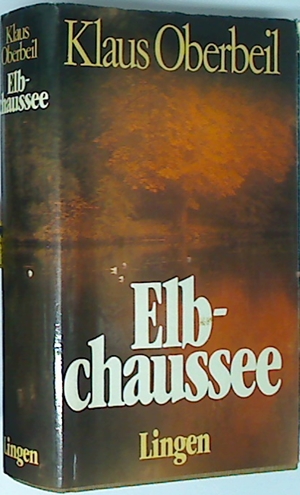 Klaus
Oberbeil
Elb-
chaussee
Lingen
Klaus Oberbeil
Elb-
chaussee
Lingen